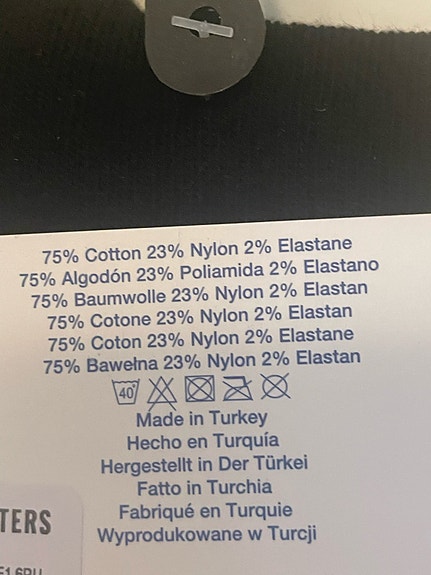 75% Cotton 23% Nylon 2% Elastane
75% Algodón 23% Poliamida 2% Elastano
75% Baumwolle 23% Nylon 2% Elastan
75% Cotone 23% Nylon 2% Elastan
75% Coton 23% Nylon 2% Elastane
75% Bawełna 23% Nylon 2% Elastan
40°
Made in Turkey
Hecho en Turquía
Hergestellt in Der Türkei
Fatto in Turchia
Fabriqué en Turquie
Wyprodukowane w Turcji
TERS